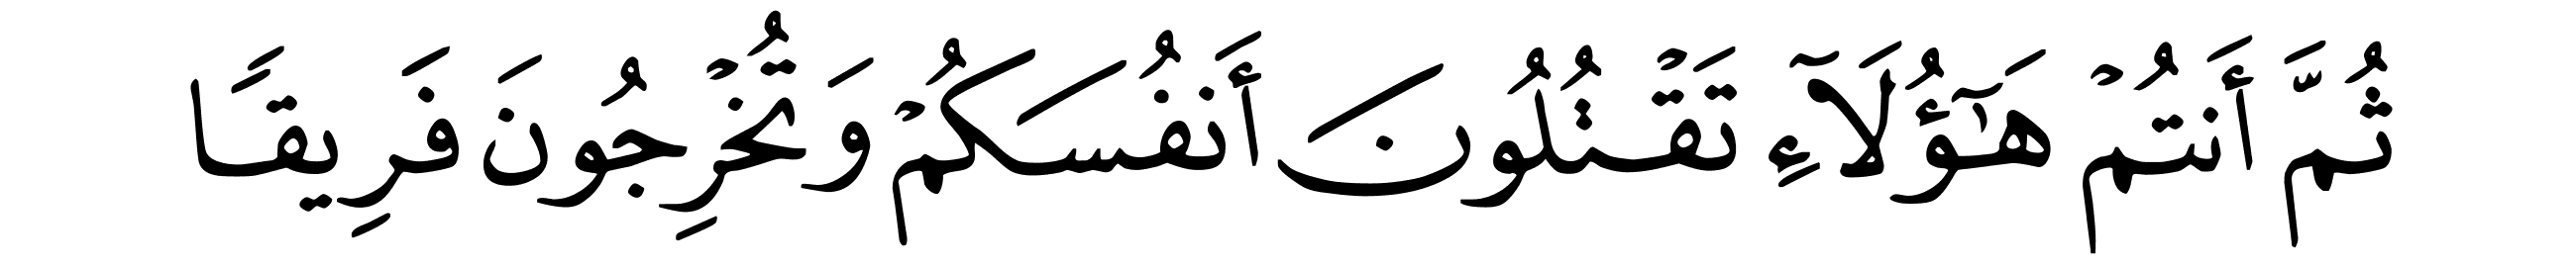 ثُمَّ أَنتُمۡ هَٰٓؤُلَآءِ تَقۡتُلُونَ أَنفُسَكُمۡ وَتُخۡرِجُونَ فَرِيقٗا